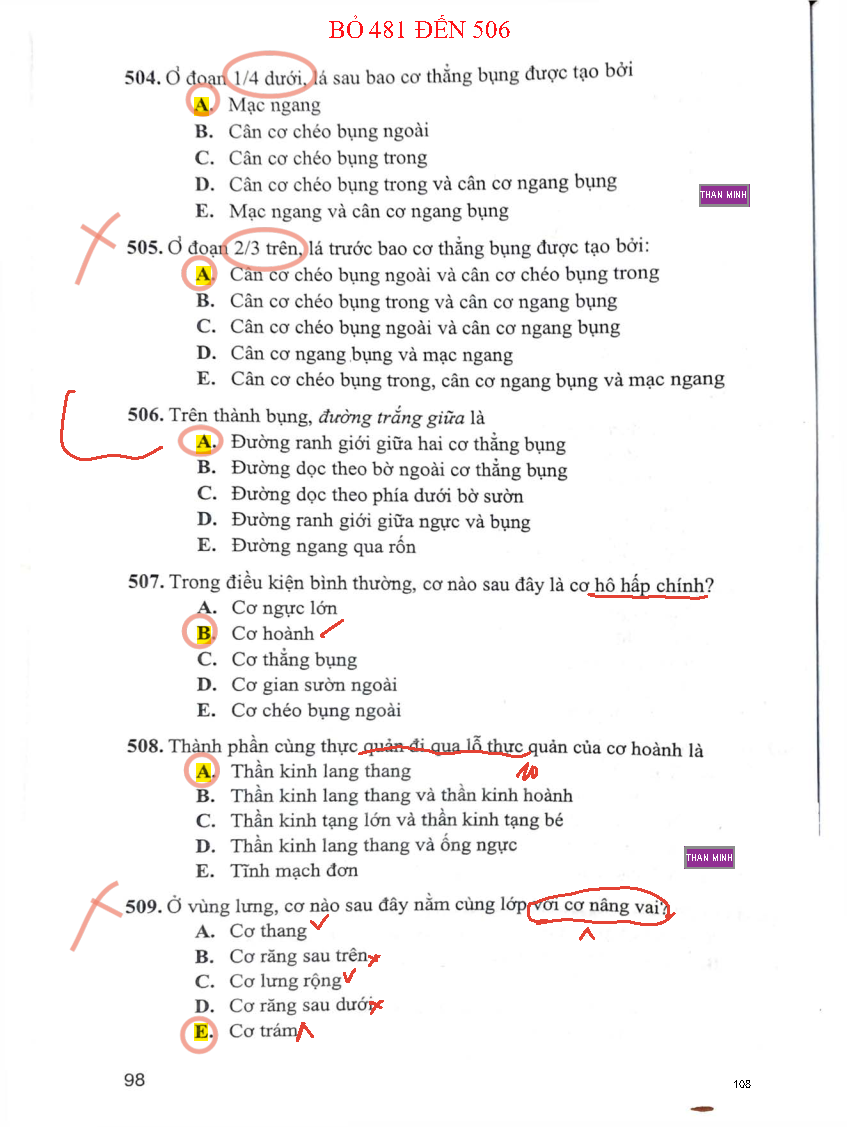 BỎ 481 ĐẾN 506
504. Ở đoạn 1/4 dưới, lá sau bao cơ thẳng bụng được tạo bởi
A. Mạc ngang
B. Cân cơ chéo bụng ngoài
C. Cân cơ chéo bụng trong
D. Cân cơ chéo bụng trong và cân cơ ngang bụng
THAN MINH
E. Mạc ngang và cân cơ ngang bụng
505. Ở đoạn 2/3 trên, lá trước bao cơ thẳng bụng được tạo bởi:
A. Cân cơ chéo bụng ngoài và cân cơ chéo bụng trong
B. Cân cơ chéo bụng trong và cân cơ ngang bụng
C. Cân cơ chéo bụng ngoài và cân cơ ngang bụng
D. Cân cơ ngang bụng và mạc ngang
E. Cân cơ chéo bụng trong, cân cơ ngang bụng và mạc ngang
506. Trên thành bụng, đường trắng giữa là
A. Đường ranh giới giữa hai cơ thẳng bụng
B. Đường dọc theo bờ ngoài cơ thẳng bụng
C. Đường dọc theo phía dưới bờ sườn
D. Đường ranh giới giữa ngực và bụng
E. Đường ngang qua rốn
507. Trong điều kiện bình thường, cơ nào sau đây là cơ hô hấp chính?
A. Cơ ngực lớn
B. Cơ hoành
C. Cơ thẳng bụng
D. Cơ gian sườn ngoài
E. Cơ chéo bụng ngoài
508. Thành phần cùng thực quản đi qua lỗ thực quản của cơ hoành là
10
A. Thần kinh lang thang
B. Thần kinh lang thang và thần kinh hoành
C. Thần kinh tạng lớn và thần kinh tạng bé
D. Thần kinh lang thang và ống ngực
THAN MINH
E. Tĩnh mạch đơn
509. Ở vùng lưng, cơ nào sau đây nằm cùng lớp với cơ nâng vai?
A. Cơ thang
B. Cơ răng sau trên
C. Cơ lưng rộng
D. Cơ răng sau dưới
E. Cơ trám
98
108